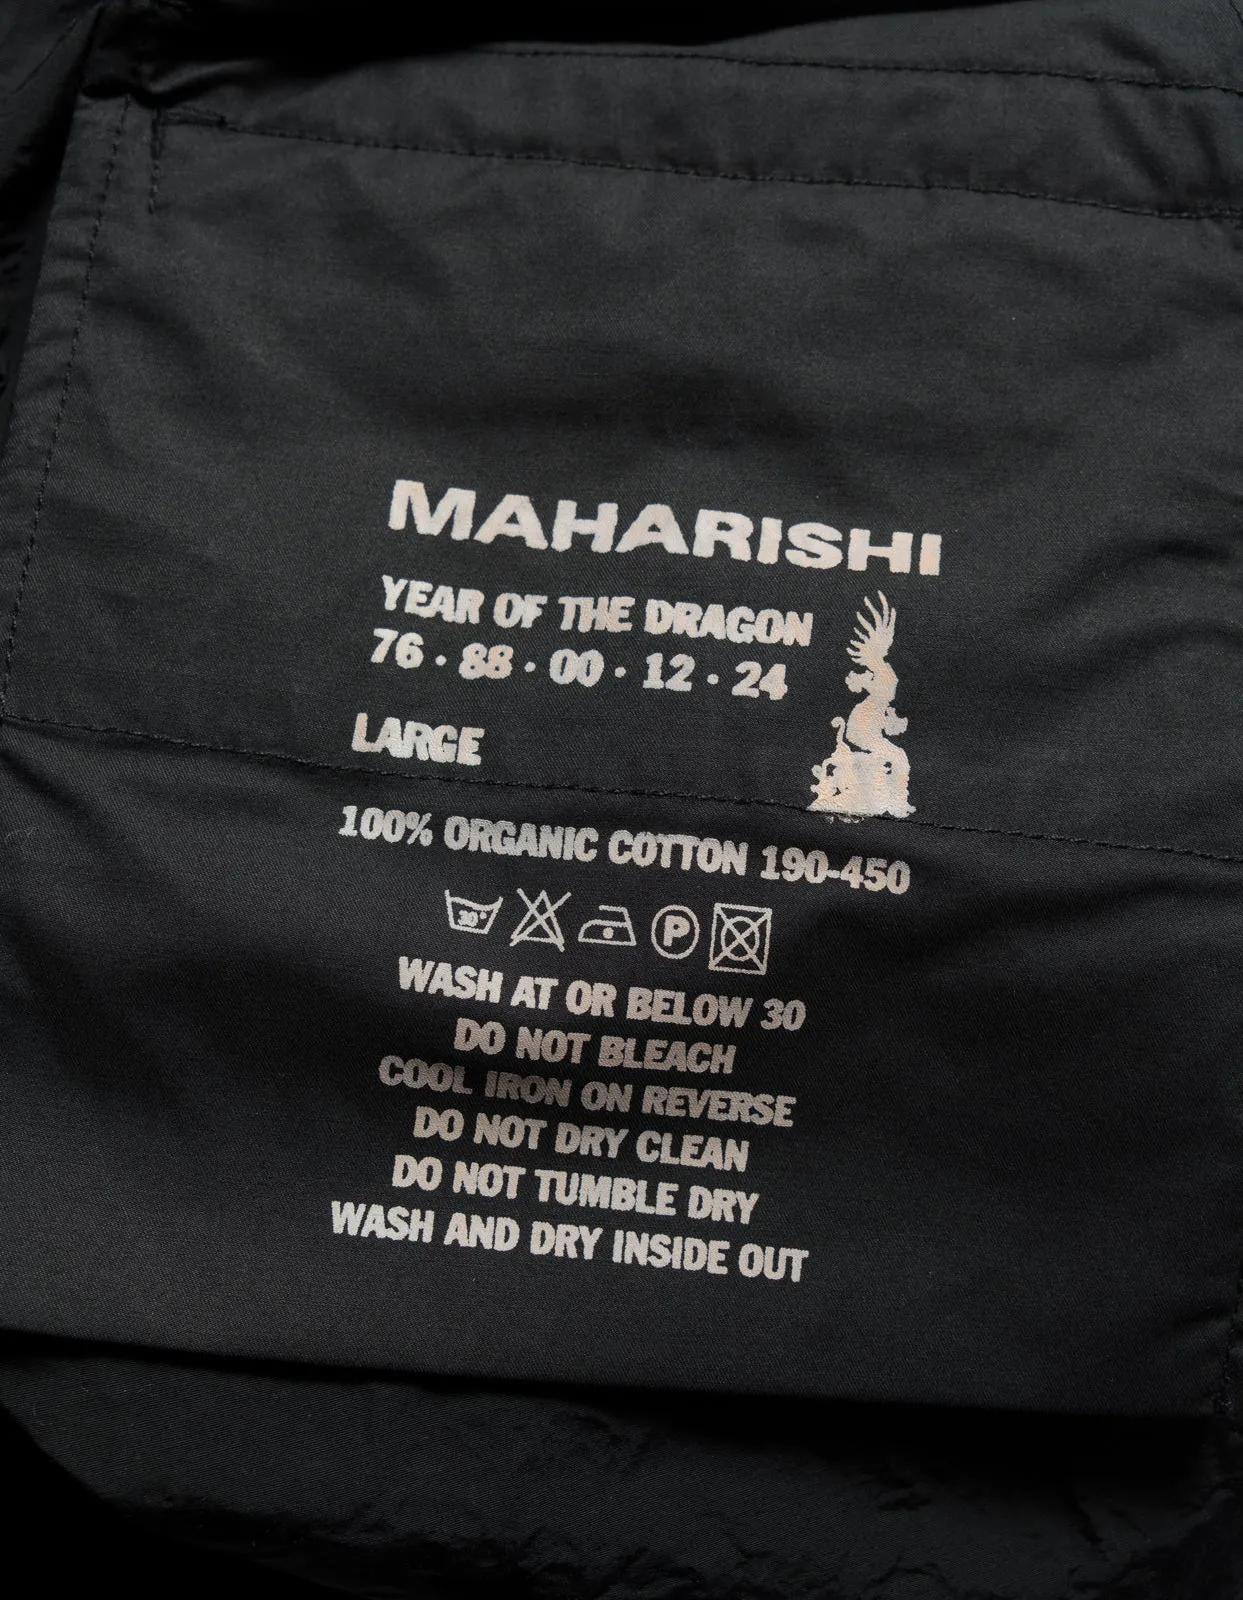 MAHARISHI
YEAR OF THE DRAGON
76 · 88 · 00 · 12 · 24
LARGE
100% ORGANIC COTTON 190-450
30°
P
WASH AT OR BELOW 30
DO NOT BLEACH
COOL IRON ON REVERSE
DO NOT DRY CLEAN
DO NOT TUMBLE DRY
WASH AND DRY INSIDE OUT